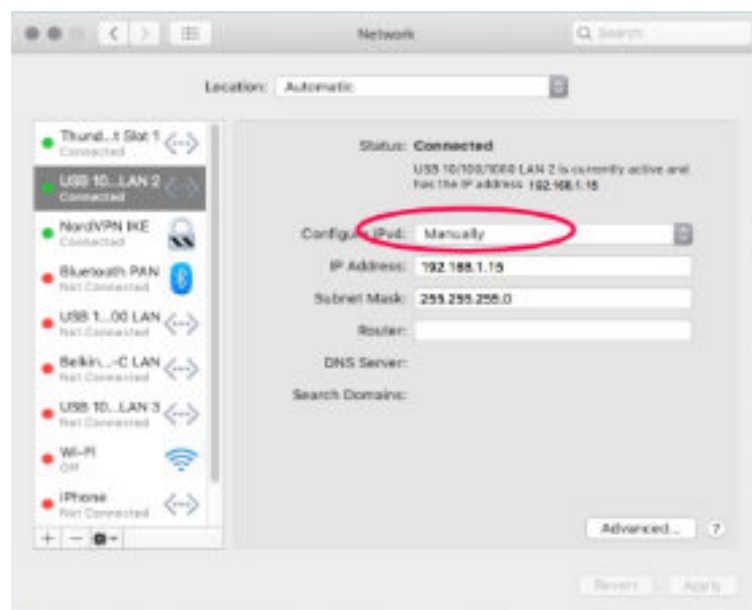 Network
Search
Location: Automatic
Thund...t Slot 1
Connected
USB 10...LAN 2
Connected
NordVPN IKE
Connected
Bluetooth PAN
Not Connected
USB 1...00 LAN
Not Connected
Belkin...-C LAN
Not Connected
USB 10...LAN 3
Not Connected
Wi-Fi
Off
iPhone
Not Connected
Status: Connected
USB 10/100/1000 LAN 2 is currently active and
has the IP address 192.168.1.15
Configure IPv4: Manually
IP Address: 192.168.1.15
Subnet Mask: 255.255.255.0
Router:
DNS Server:
Search Domains:
Advanced... ?
Revert Apply